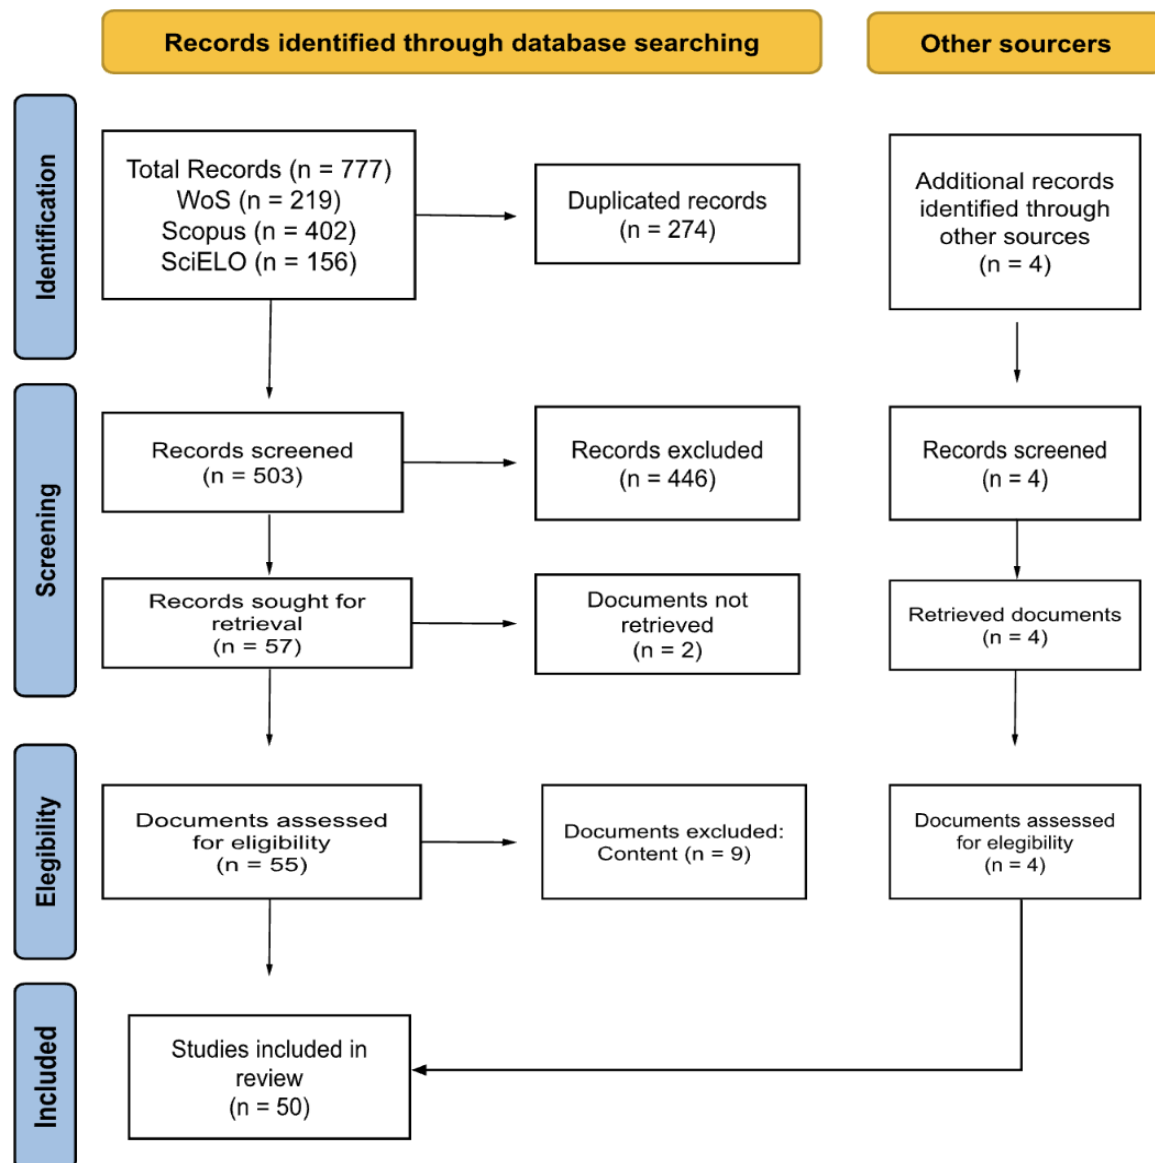 Records identified through database searching
Other sourcers
Identification
Total Records (n = 777)
WoS (n = 219)
Scopus (n = 402)
SciELO (n = 156)
Duplicated records
(n = 274)
Additional records
identified through
other sources
(n = 4)
Screening
Records screened
(n = 503)
Records excluded
(n = 446)
Records screened
(n = 4)
Records sought for
retrieval
(n = 57)
Documents not
retrieved
(n = 2)
Retrieved documents
(n = 4)
Elegibility
Documents assessed
for eligibility
(n = 55)
Documents excluded:
Content (n = 9)
Documents assessed
for elegibility
(n = 4)
Included
Studies included in
review
(n = 50)